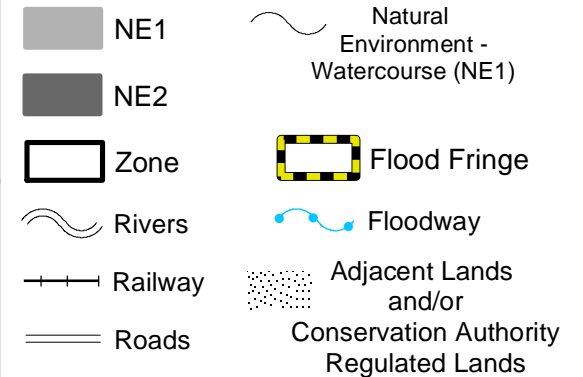 NE1
NE2
Zone
Rivers
Railway
Roads
Natural
Environment -
Watercourse (NE1)
Flood Fringe
Floodway
Adjacent Lands
and/or
Conservation Authority
Regulated Lands